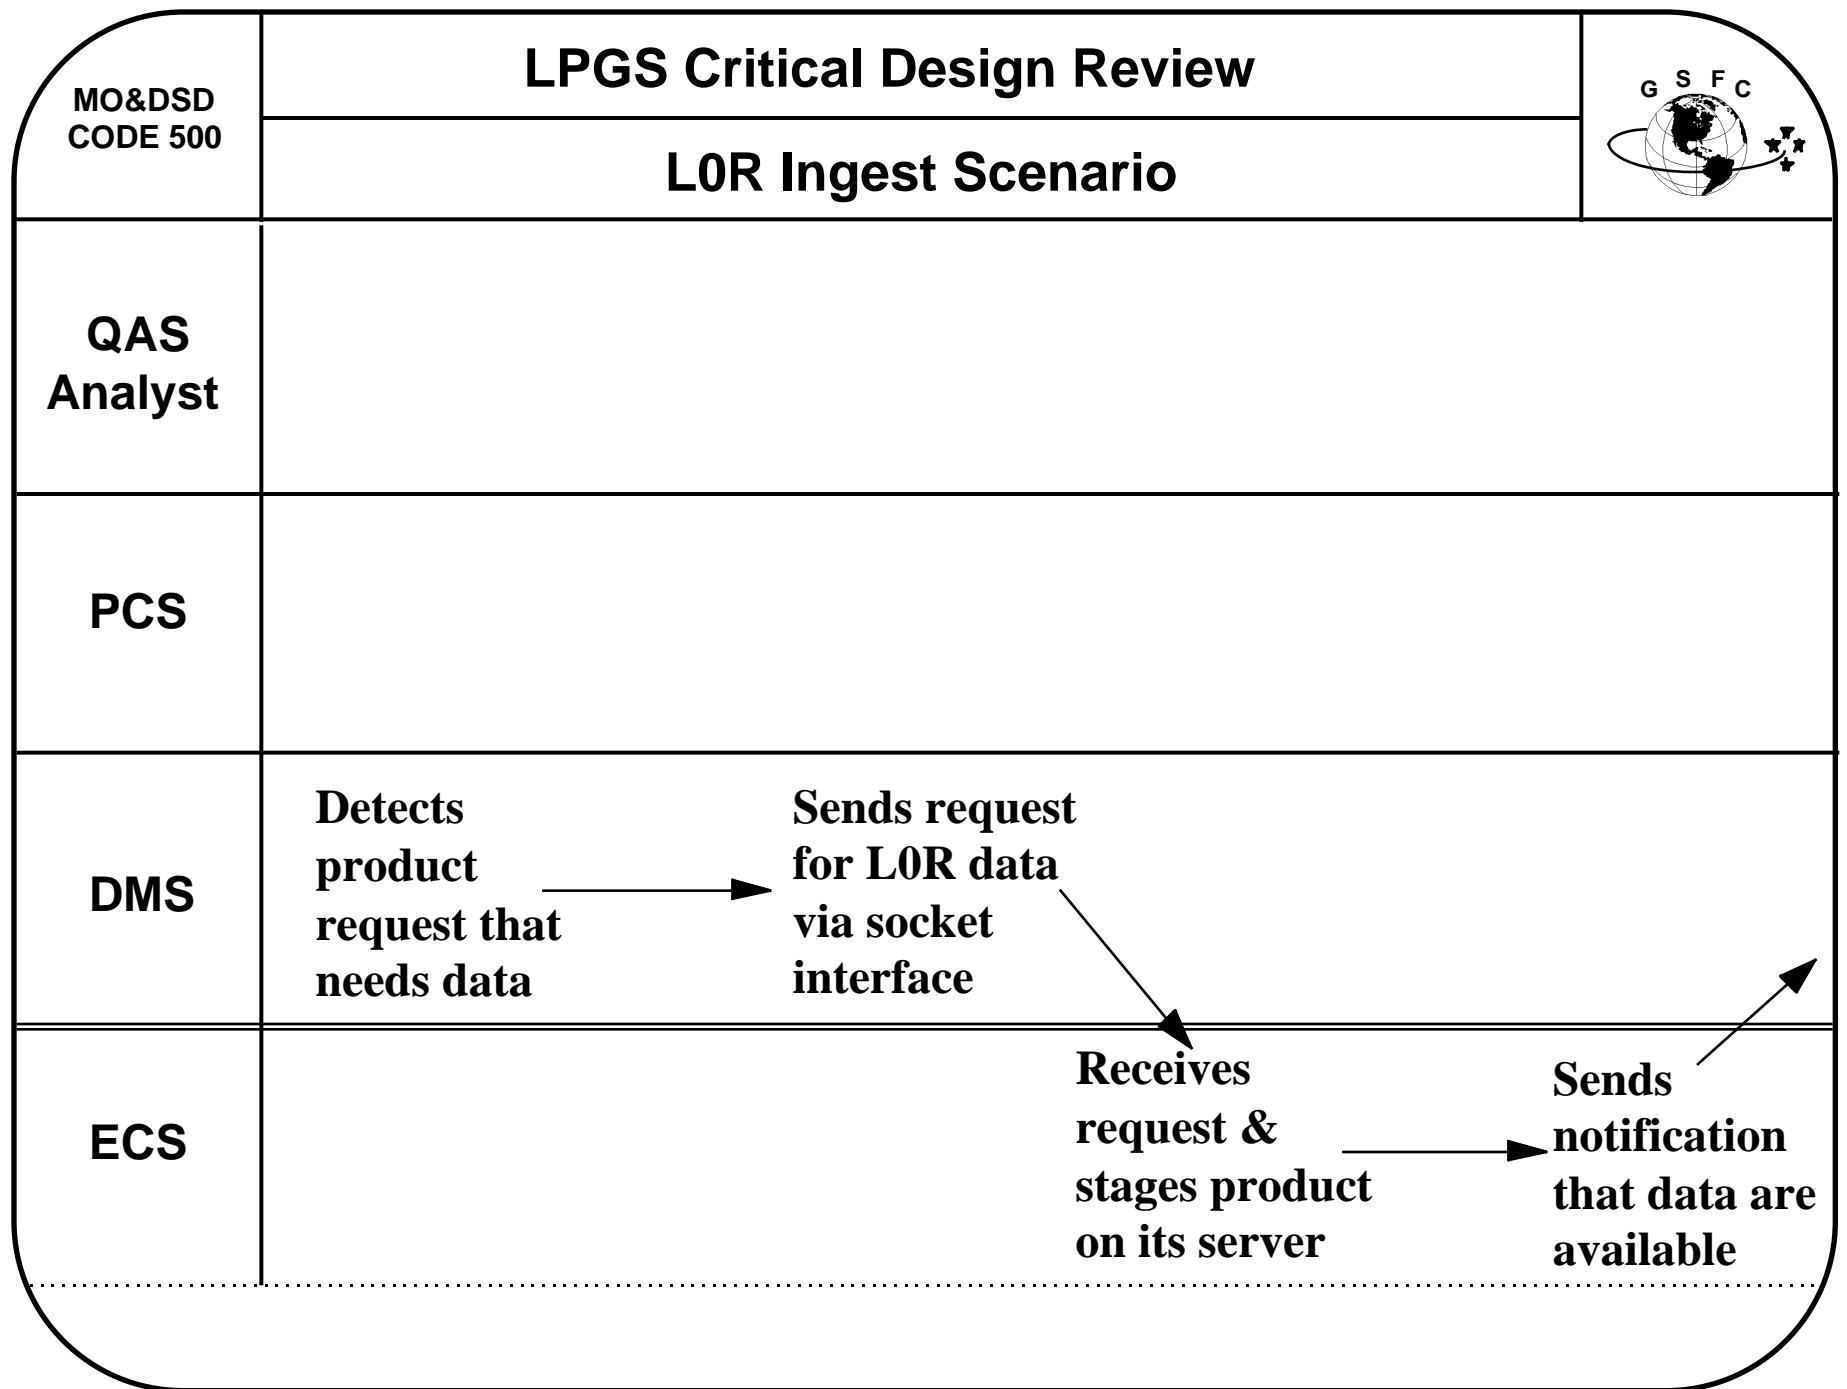 MO&DSD
CODE 500
LPGS Critical Design Review
L0R Ingest Scenario
G S F C
QAS
Analyst
PCS
DMS
Detects
product
request that
needs data
Sends request
for L0R data
via socket
interface
ECS
Receives
request &
stages product
on its server
Sends
notification
that data are
available